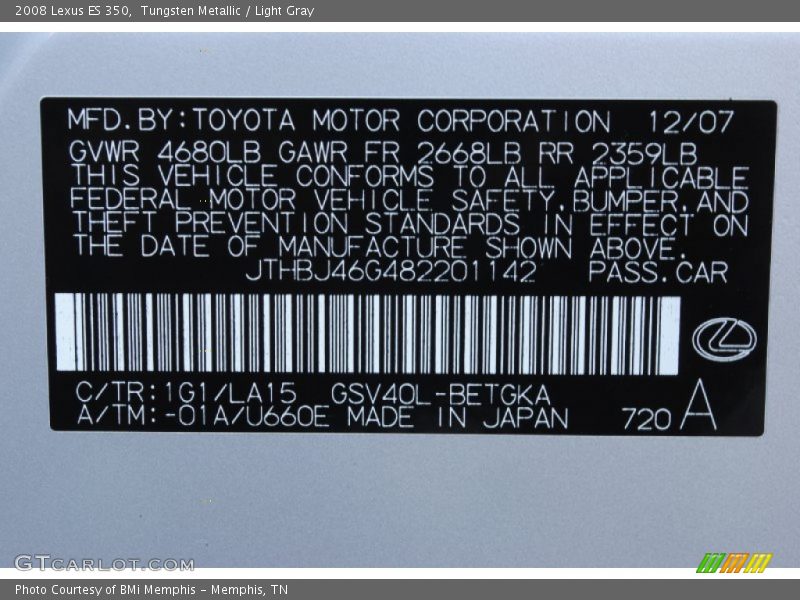 2008 Lexus ES 350,  Tungsten Metallic / Light Gray
MFD.BY:TOYOTA MOTOR CORPORATION 12/07
GVWR 4680LB GAWR FR 2668LB RR 2359LB
THIS VEHICLE CONFORMS TO ALL APPLICABLE
FEDERAL MOTOR VEHICLE SAFETY,BUMPER,AND
THEFT PREVENTION STANDARDS IN EFFECT ON
THE DATE OF MANUFACTURE SHOWN ABOVE.
JTHBJ46G482201142 PASS.CAR
C/TR:1G1/LA15 GSV40L-BETGKA
A/TM:-01A/U660E MADE IN JAPAN 720 A
GTcarlot.com
Photo Courtesy of BMi Memphis – Memphis, TN